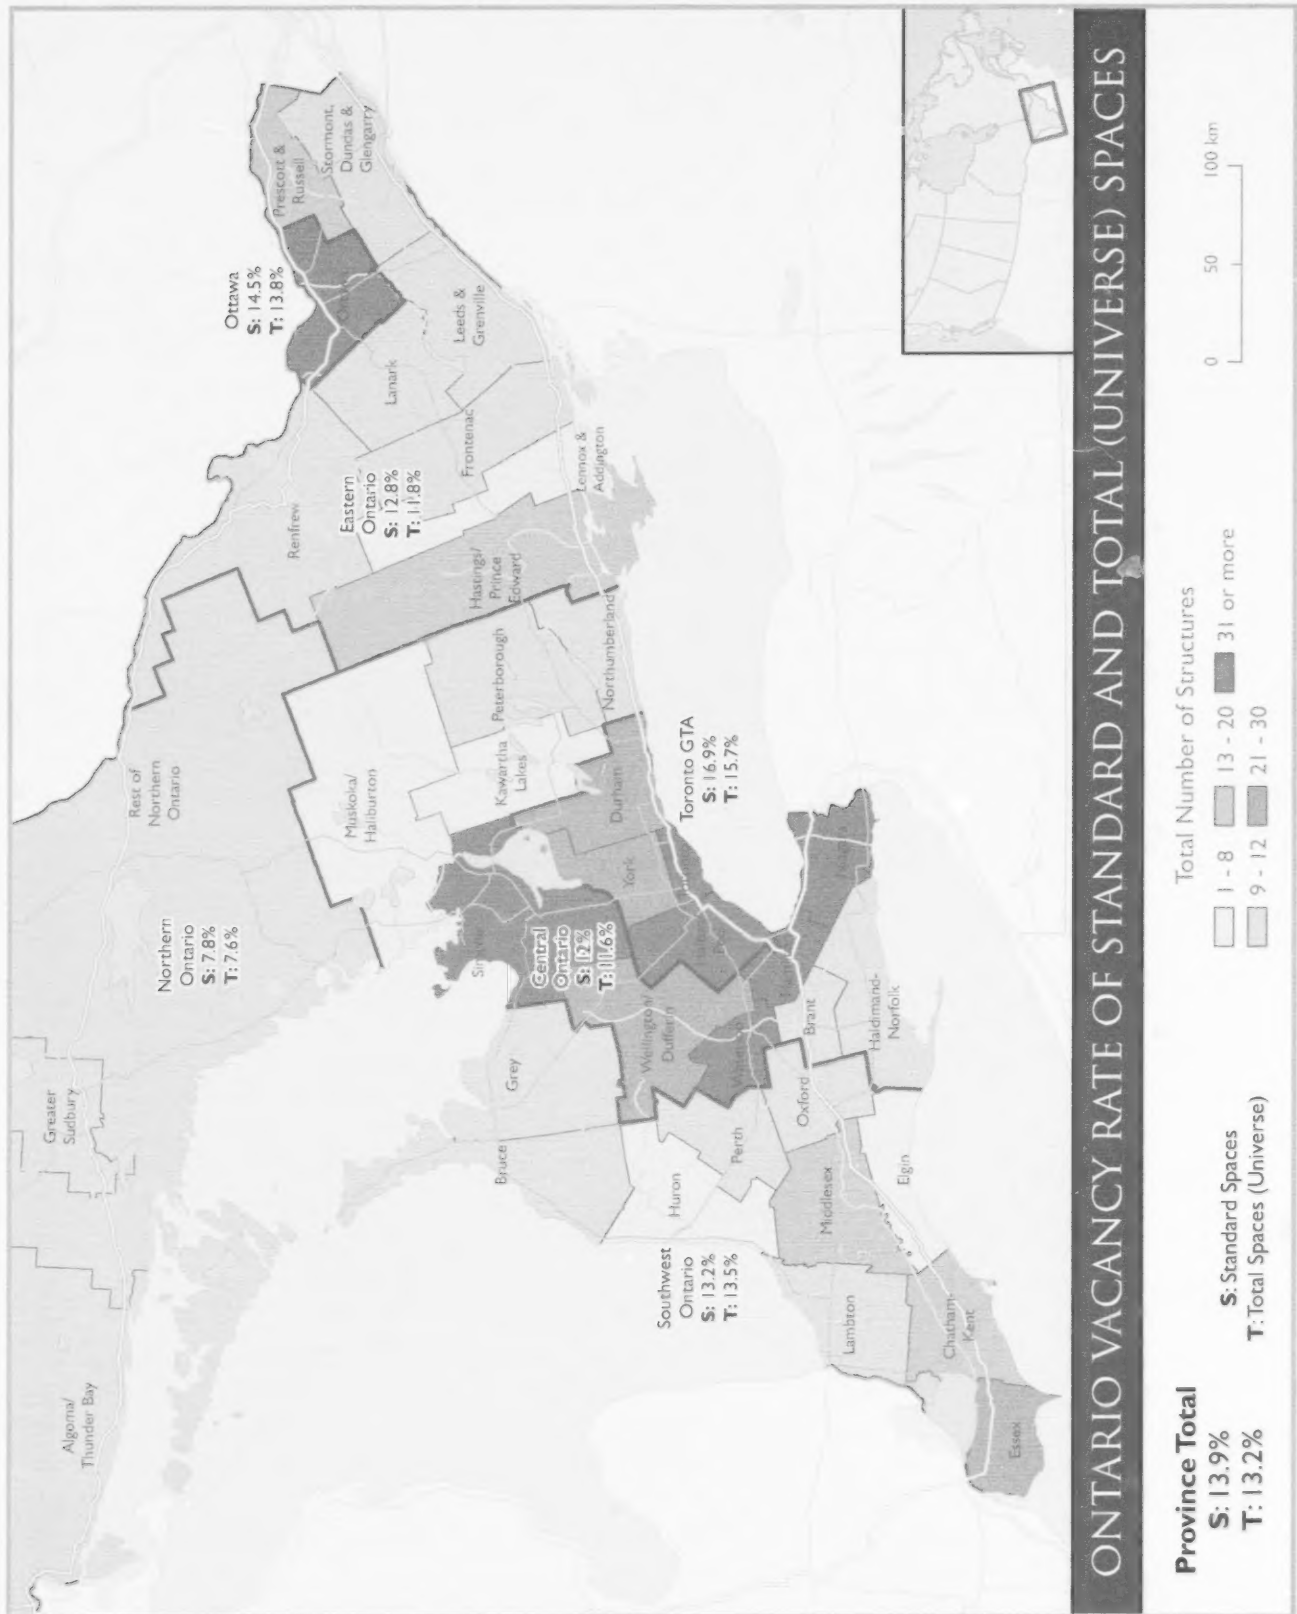 Algoma/
Thunder Bay
Greater
Sudbury
Rest of
Northern
Ontario
Northern
Ontario
S: 7.8%
T: 7.6%
Muskoka/
Haliburton
Renfrew
Ottawa
S: 14.5%
T: 13.8%
Prescott &
Russell
Stormont,
Dundas &
Glengarry
Lanark
Leeds &
Grenville
Frontenac
Eastern
Ontario
S: 12.8%
T: 11.8%
Lennox &
Addington
Hastings/
Prince
Edward
Peterborough
Northumberland
Kawartha
Lakes
Durham
York
Toronto GTA
S: 16.9%
T: 15.7%
Central
Ontario
S: 12%
T: 11.6%
Wellington/
Dufferin
Grey
Bruce
Huron
Perth
Oxford
Brant
Haldimand-
Norfolk
Middlesex
Elgin
Southwest
Ontario
S: 13.2%
T: 13.5%
Lambton
Chatham-
Kent
Essex
ONTARIO VACANCY RATE OF STANDARD AND TOTAL (UNIVERSE) SPACES
Province Total
S: 13.9%
T: 13.2%
S: Standard Spaces
T: Total Spaces (Universe)
Total Number of Structures
1 - 8
13 - 20
31 or more
9 - 12
21 - 30
0
50
100 km